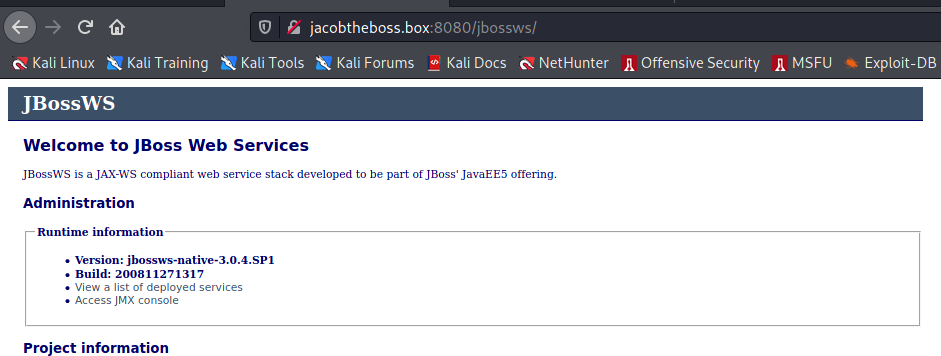 jacobtheboss.box:8080/jbossws/
Kali Linux Kali Training Kali Tools Kali Forums Kali Docs NetHunter Offensive Security MSFU Exploit-DB
JBossWS
Welcome to JBoss Web Services
JBossWS is a JAX-WS compliant web service stack developed to be part of JBoss' JavaEE5 offering.
Administration
Runtime information
• Version: jbossws-native-3.0.4.SP1
• Build: 200811271317
• View a list of deployed services
• Access JMX console
Project information